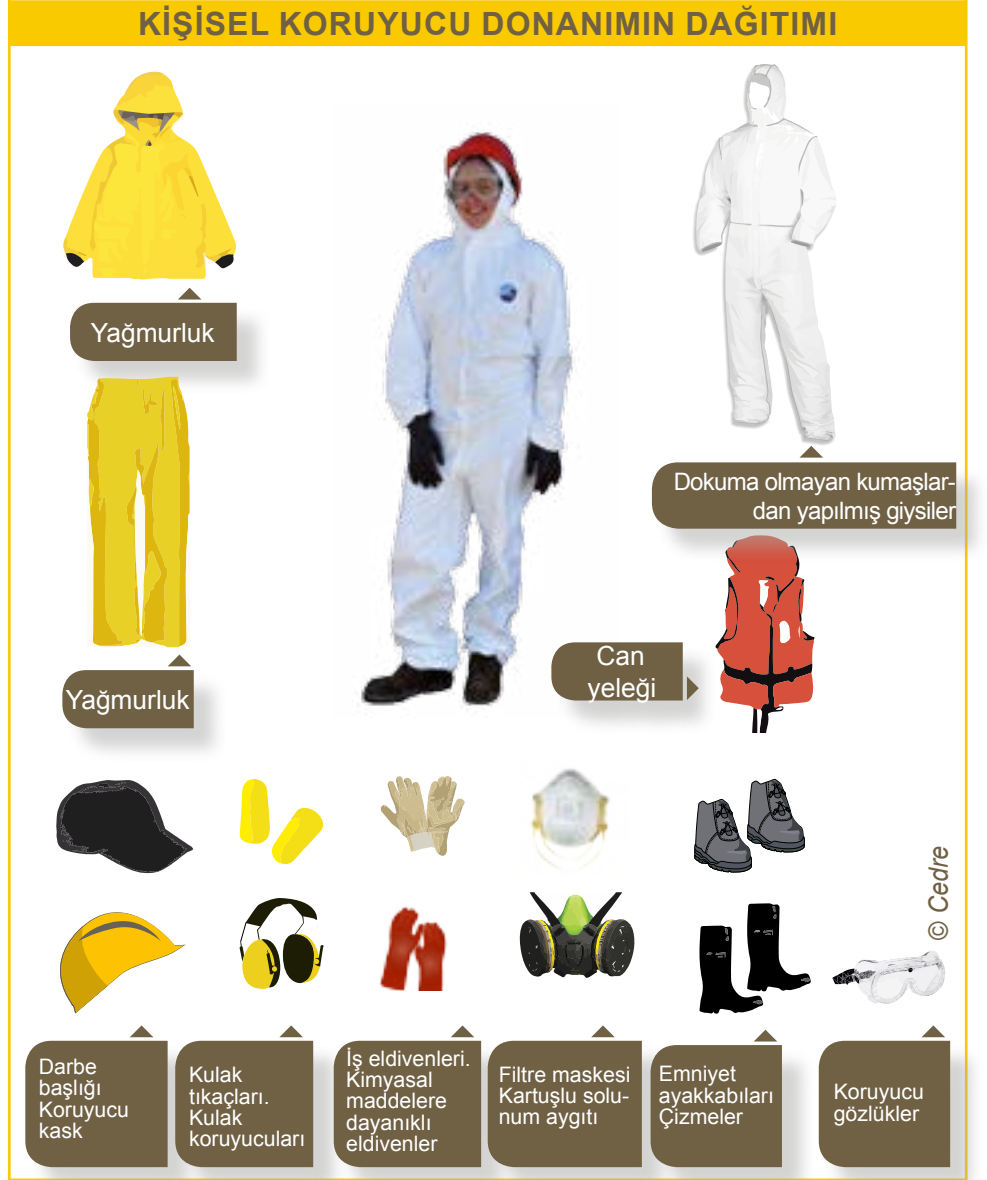 KİŞİSEL KORUYUCU DONANIMIN DAĞITIMI
Yağmurluk
Dokuma olmayan kumaşlar-
dan yapılmış giysiler
Can
yeleği
Yağmurluk
© Cedre
Darbe
başlığı
Koruyucu
kask
Kulak
tıkaçları.
Kulak
koruyucuları
İş eldivenleri.
Kimyasal
maddelere
dayanıklı
eldivenler
Filtre maskesi
Kartuşlu solu-
num aygıtı
Emniyet
ayakkabıları
Çizmeler
Koruyucu
gözlükler